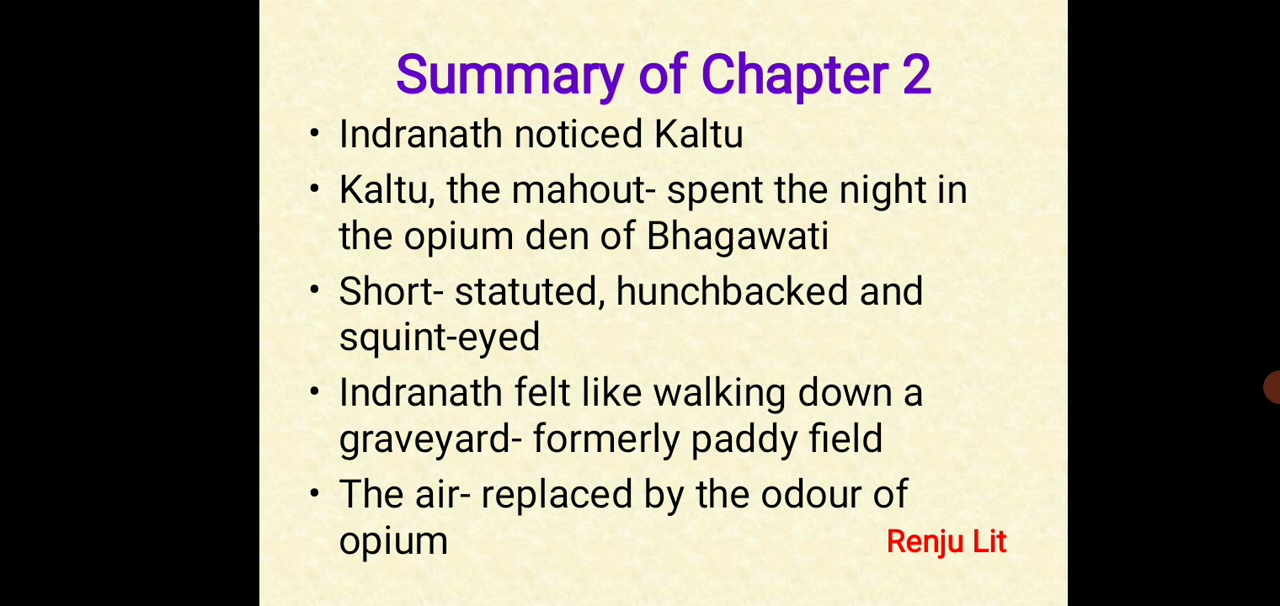 Summary of Chapter 2
• Indranath noticed Kaltu
• Kaltu, the mahout- spent the night in
the opium den of Bhagawati
• Short- statuted, hunchbacked and
squint-eyed
• Indranath felt like walking down a
graveyard- formerly paddy field
• The air- replaced by the odour of
opium
Renju Lit